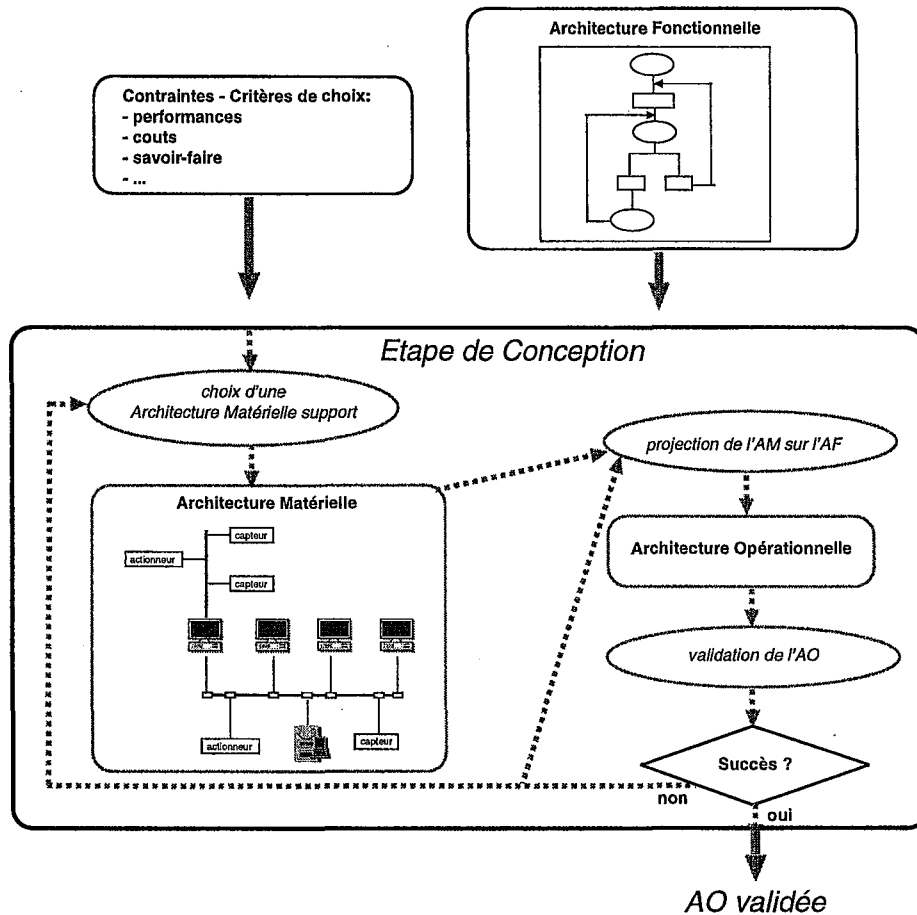 Architecture Fonctionnelle
Contraintes - Critères de choix:
- performances
- couts
- savoir-faire
- ...
Etape de Conception
choix d'une
Architecture Matérielle support
projection de l'AM sur l'AF
Architecture Matérielle
capteur
actionneur
capteur
Architecture Opérationnelle
validation de l'AO
actionneur
capteur
Succès ?
non
oui
AO validée